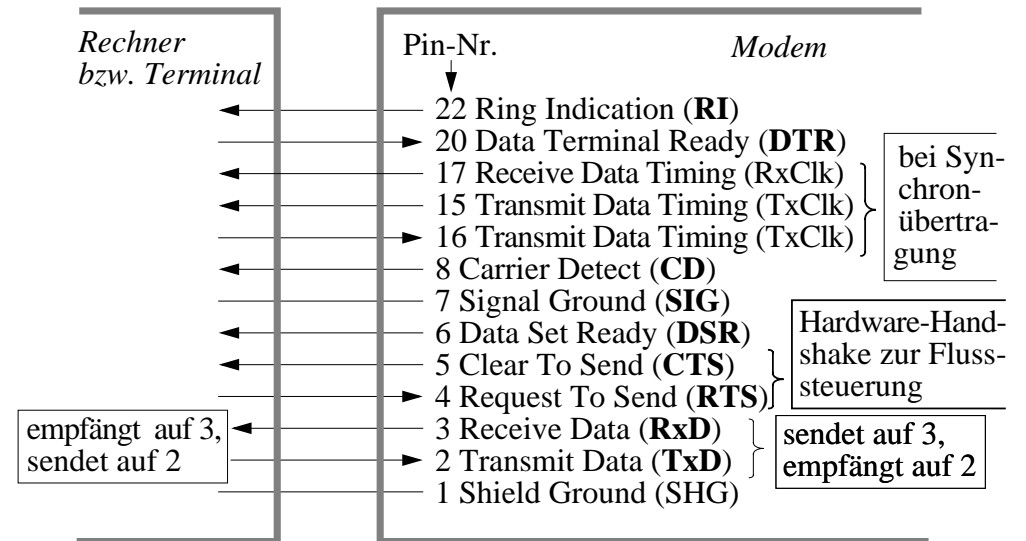 Rechner
bzw. Terminal
Pin-Nr.
Modem
22 Ring Indication (RI)
20 Data Terminal Ready (DTR)
17 Receive Data Timing (RxClk)
15 Transmit Data Timing (TxClk)
16 Transmit Data Timing (TxClk)
bei Syn-
chron-
übertra-
gung
8 Carrier Detect (CD)
7 Signal Ground (SIG)
6 Data Set Ready (DSR)
5 Clear To Send (CTS)
4 Request To Send (RTS)
Hardware-Hand-
shake zur Fluss-
steuerung
empfängt auf 3,
sendet auf 2
3 Receive Data (RxD)
2 Transmit Data (TxD)
sendet auf 3,
empfängt auf 2
1 Shield Ground (SHG)